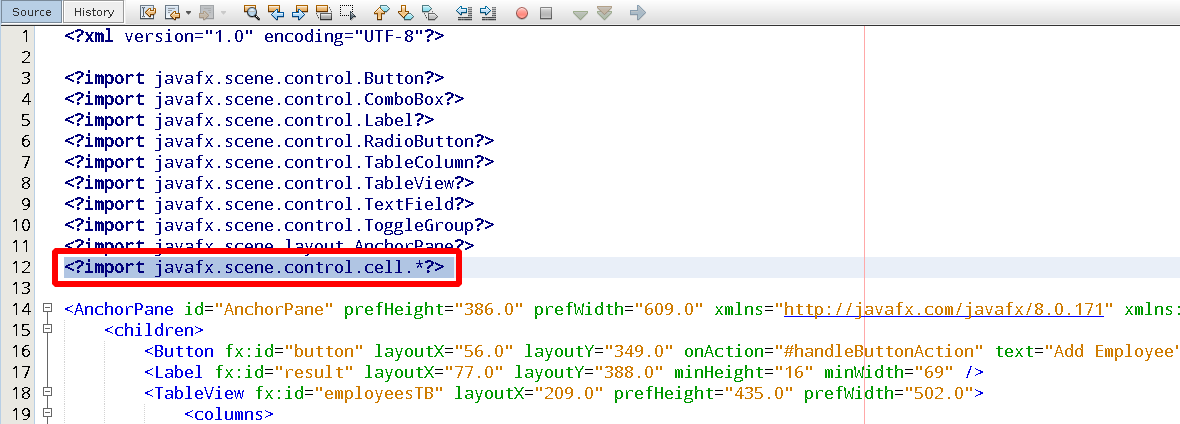 Source History
1 <?xml version="1.0" encoding="UTF-8"?>
2
3 <?import javafx.scene.control.Button?>
4 <?import javafx.scene.control.ComboBox?>
5 <?import javafx.scene.control.Label?>
6 <?import javafx.scene.control.RadioButton?>
7 <?import javafx.scene.control.TableColumn?>
8 <?import javafx.scene.control.TableView?>
9 <?import javafx.scene.control.TextField?>
10 <?import javafx.scene.control.ToggleGroup?>
11 <?import javafx.scene.layout.AnchorPane?>
12 <?import javafx.scene.control.cell.*?>
13
14 <AnchorPane id="AnchorPane" prefHeight="386.0" prefWidth="609.0" xmlns="http://javafx.com/javafx/8.0.171" xmlns:
15 <children>
16 <Button fx:id="button" layoutX="56.0" layoutY="349.0" onAction="#handleButtonAction" text="Add Employee"
17 <Label fx:id="result" layoutX="77.0" layoutY="388.0" minHeight="16" minWidth="69" />
18 <TableView fx:id="employeesTB" layoutX="209.0" prefHeight="435.0" prefWidth="502.0">
19 <columns>